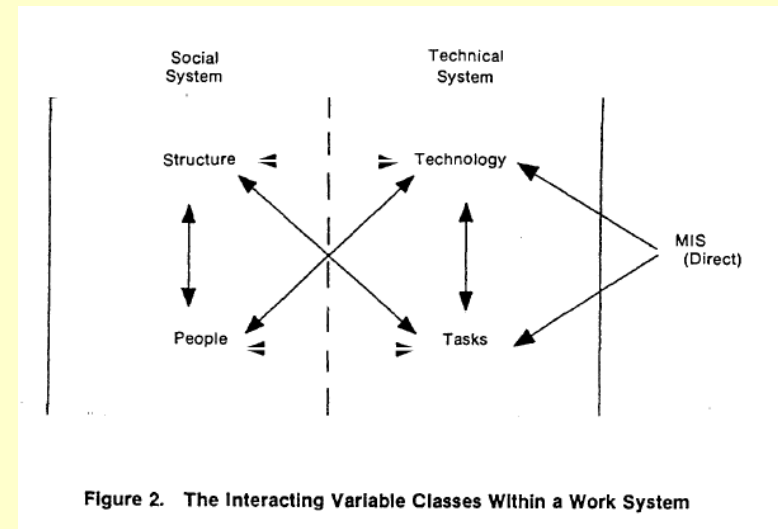 Social
System
Technical
System
Structure
Technology
MIS
(Direct)
People
Tasks
Figure 2. The Interacting Variable Classes Within a Work System